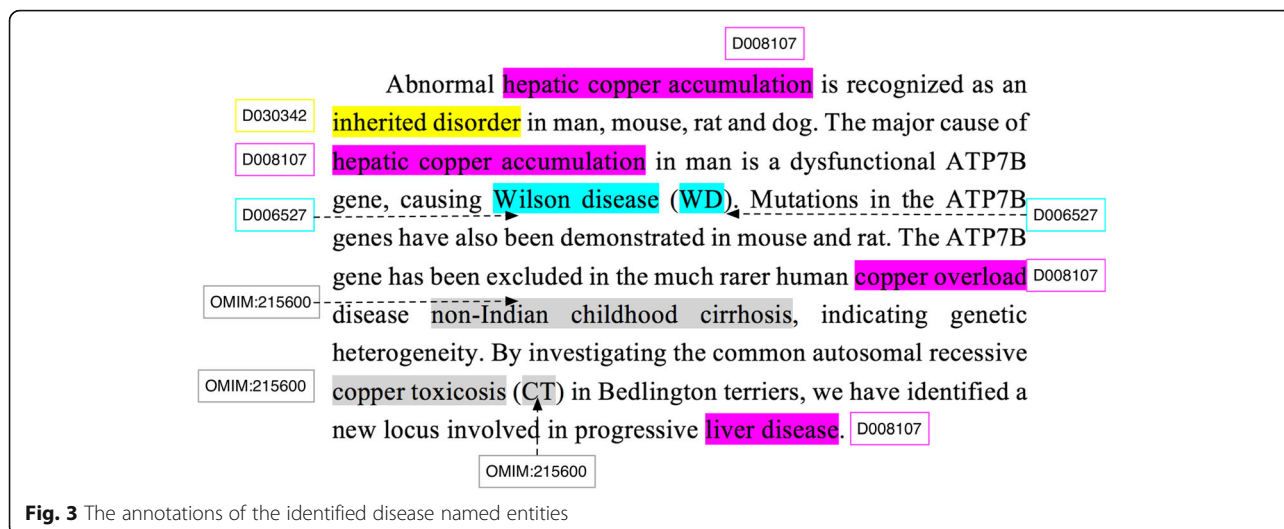 D008107
Abnormal hepatic copper accumulation is recognized as an
D030342 inherited disorder in man, mouse, rat and dog. The major cause of
D008107 hepatic copper accumulation in man is a dysfunctional ATP7B
gene, causing Wilson disease (WD). Mutations in the ATP7B
D006527 D006527
genes have also been demonstrated in mouse and rat. The ATP7B
gene has been excluded in the much rarer human copper overload D008107
OMIM:215600
disease non-Indian childhood cirrhosis, indicating genetic
heterogeneity. By investigating the common autosomal recessive
OMIM:215600 copper toxicosis (CT) in Bedlington terriers, we have identified a
new locus involved in progressive liver disease. D008107
OMIM:215600
Fig. 3 The annotations of the identified disease named entities